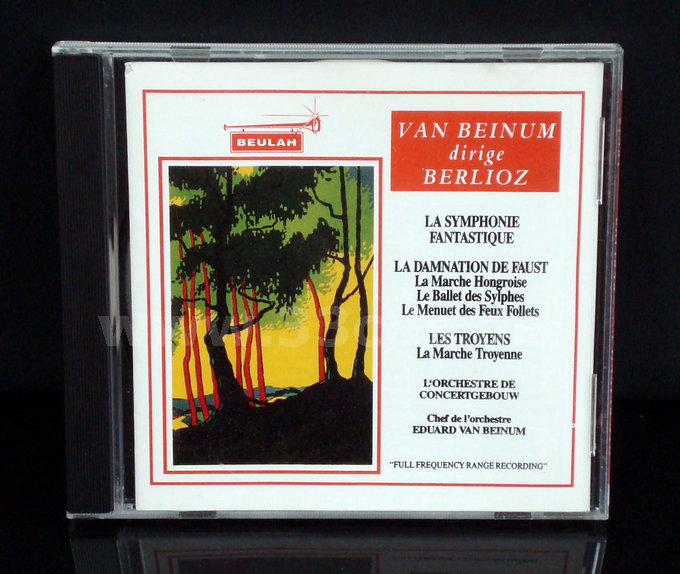 BEULAH
VAN BEINUM
dirige
BERLIOZ
LA SYMPHONIE
FANTASTIQUE
LA DAMNATION DE FAUST
La Marche Hongroise
Le Ballet des Sylphes
Le Menuet des Feux Follets
LES TROYENS
La Marche Troyenne
L'ORCHESTRE DE
CONCERTGEBOUW
Chef de l'orchestre
EDUARD VAN BEINUM
"FULL FREQUENCY RANGE RECORDING"